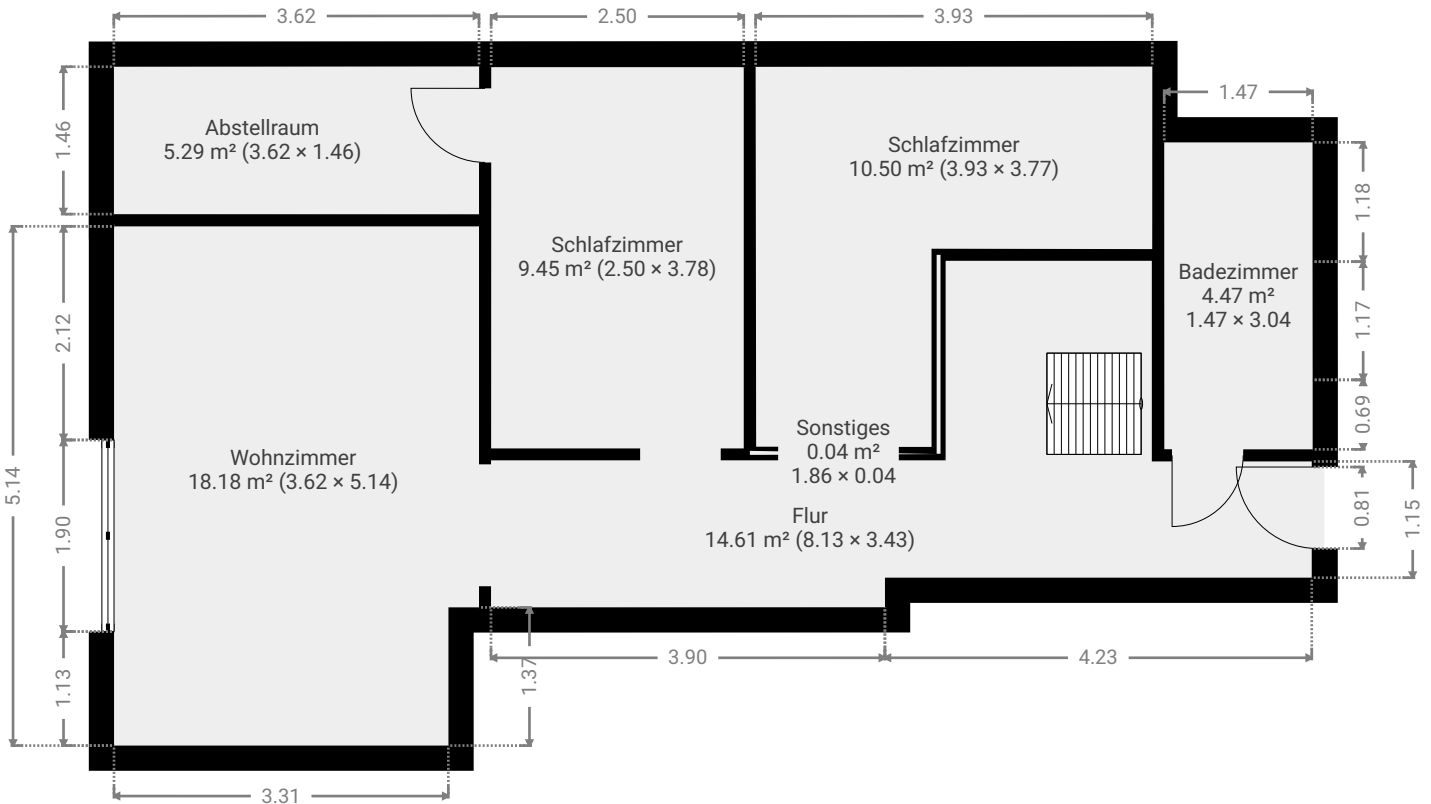 3.62
2.50
3.93
1.47
1.46
Abstellraum
5.29 m² (3.62 × 1.46)
Schlafzimmer
10.50 m² (3.93 × 3.77)
1.18
Schlafzimmer
9.45 m² (2.50 × 3.78)
Badezimmer
4.47 m²
1.47 × 3.04
2.12
1.17
0.69
Sonstiges
0.04 m²
1.86 × 0.04
Wohnzimmer
18.18 m² (3.62 × 5.14)
5.14
1.90
Flur
14.61 m² (8.13 × 3.43)
0.81
1.15
1.13
1.37
3.90
4.23
3.31